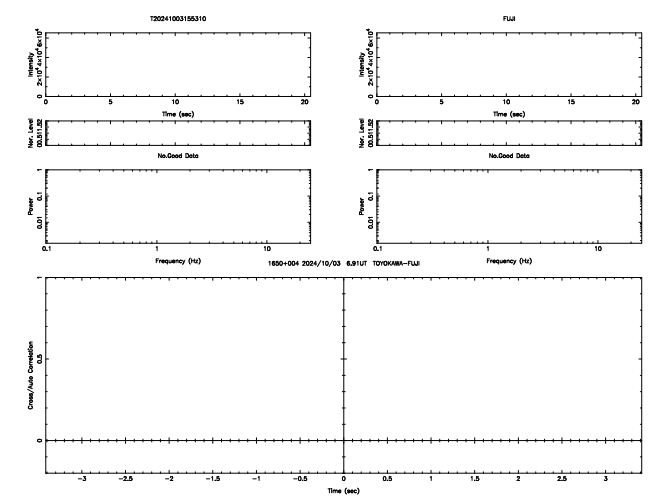 T20241003155310
FUJI
Intensity
0 2×10⁴ 4×10⁴ 6×10⁴
0 5 10 15 20
Time (sec)
Intensity
0 2×10⁴ 4×10⁴ 6×10⁴
0 5 10 15 20
Time (sec)
Nor. Level
00.511.52
Nor. Level
00.511.52
No.Good Data
No.Good Data
Power
0.01 0.1 1
0.1 1 10
Frequency (Hz)
Power
0.01 0.1 1
0.1 1 10
Frequency (Hz)
1650+004 2024/10/03 6.91UT TOYOKAWA-FUJI
Cross/Auto Correlation
0 0.5 1
-3 -2.5 -2 -1.5 -1 -0.5 0 0.5 1 1.5 2 2.5 3
Time (sec)